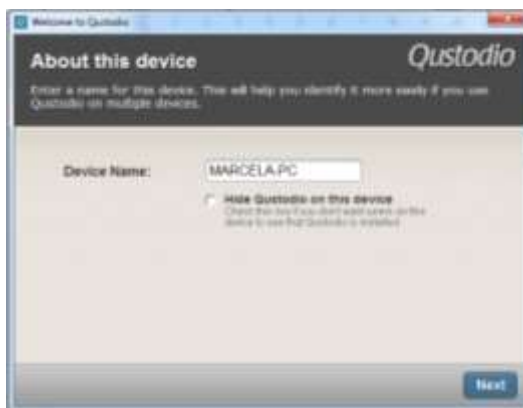 Welcome to Qustodio
About this device
Qustodio
Enter a name for this device. This will help you identify it more easily if you use
Qustodio on multiple devices.
Device Name:
MARCELA-PC
Hide Qustodio on this device
Check this box if you don't want users on this
device to see that Qustodio is installed
Next